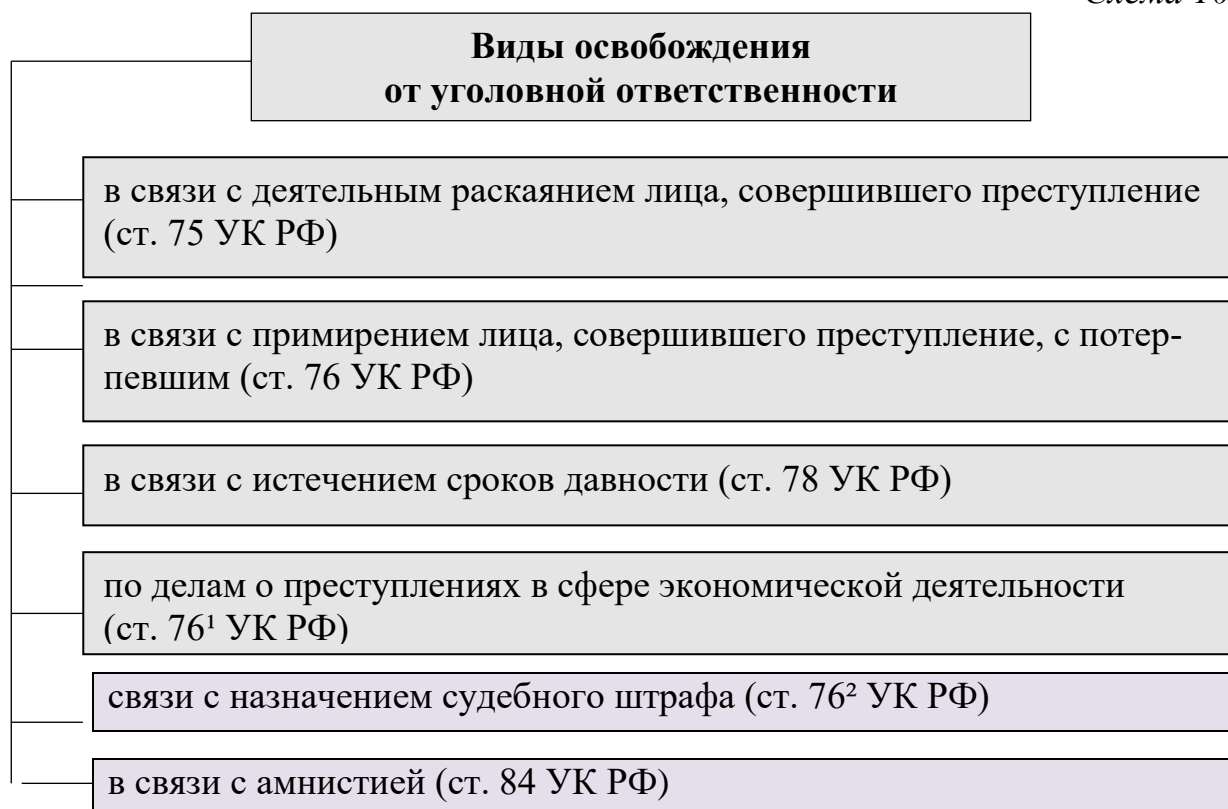 Виды освобождения
от уголовной ответственности
в связи с деятельным раскаянием лица, совершившего преступление
(ст. 75 УК РФ)
в связи с примирением лица, совершившего преступление, с потер-
певшим (ст. 76 УК РФ)
в связи с истечением сроков давности (ст. 78 УК РФ)
по делам о преступлениях в сфере экономической деятельности
(ст. 76¹ УК РФ)
связи с назначением судебного штрафа (ст. 76² УК РФ)
в связи с амнистией (ст. 84 УК РФ)